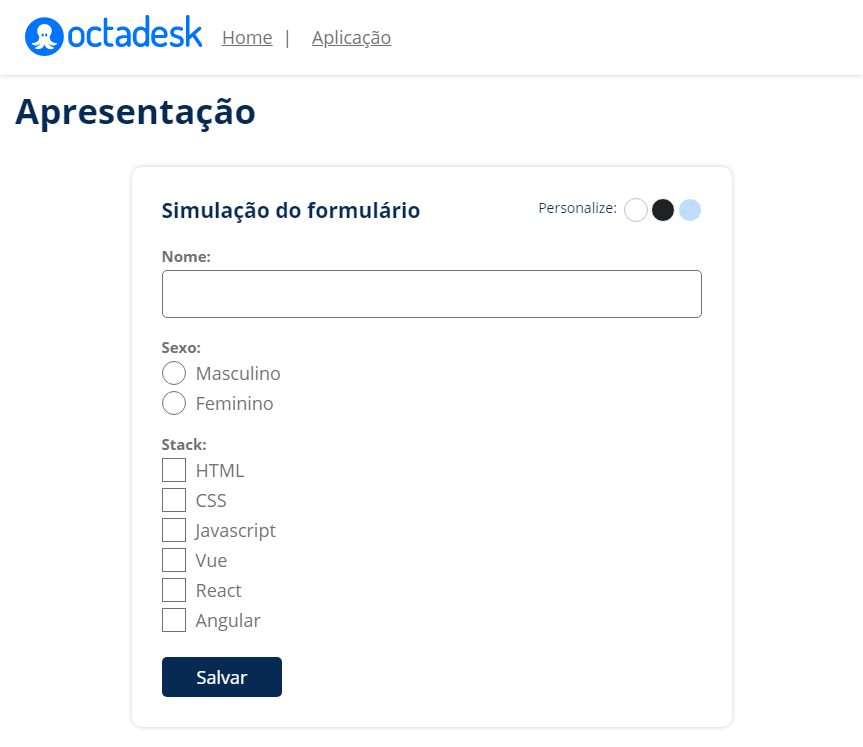 octadesk Home | Aplicação
Apresentação
Simulação do formulário Personalize:
Nome:
Sexo:
Masculino
Feminino
Stack:
HTML
CSS
Javascript
Vue
React
Angular
Salvar